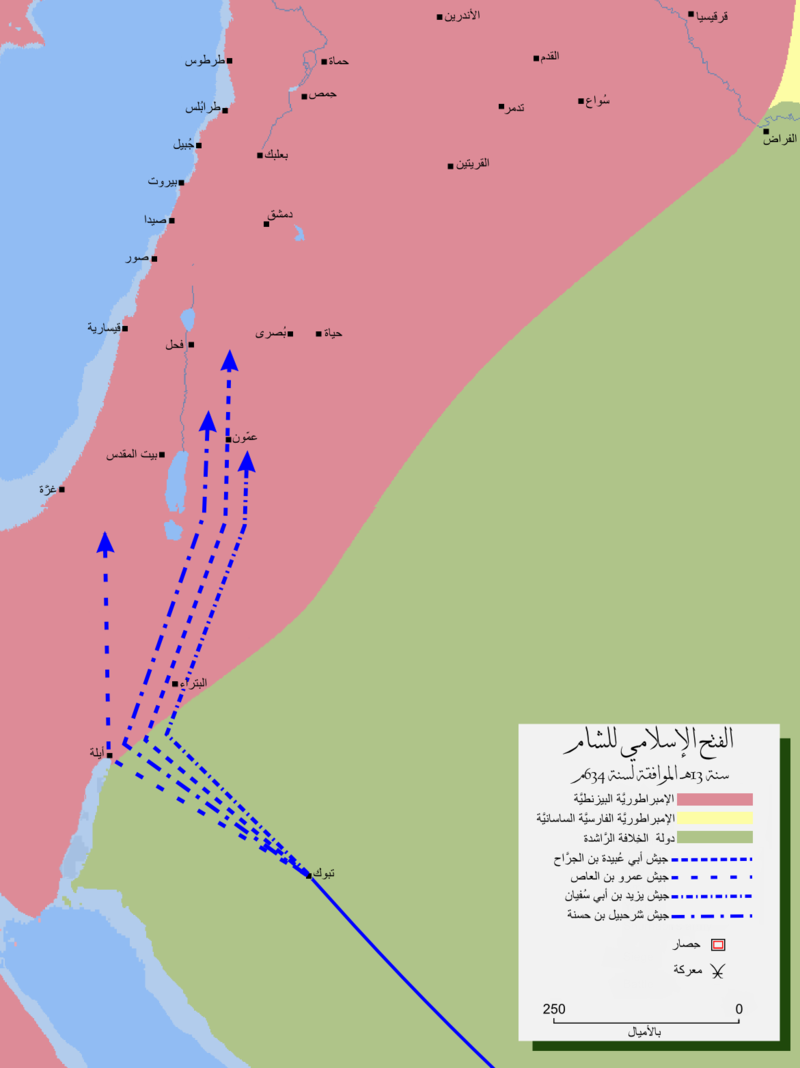 الأندرين
قرقيسيا
طرطوس
حماة
القدم
حمص
طرابُلس
تدمر
سُواع
الفراض
جُبيل
بعلبك
القريتين
بيروت
دمشق
صيدا
صور
قيسارية
بُصرى
حياة
فحل
عمّون
بيت المقدس
غزَّة
البتراء
أيلة
تبوك
الفتح الإسلامي للشام
سنة 13هـ الموافقة لسنة 634م
الإمبراطوريَّة البيزنطيَّة
الإمبراطوريَّة الفارسيَّة الساسانيَّة
دولة الخلافة الرَّاشدة
جيش أبي عُبيدة بن الجرَّاح
جيش عمرو بن العاص
جيش يزيد بن أبي سُفيان
جيش شرحبيل بن حسنة
حصار
معركة
250 0
بالأميال